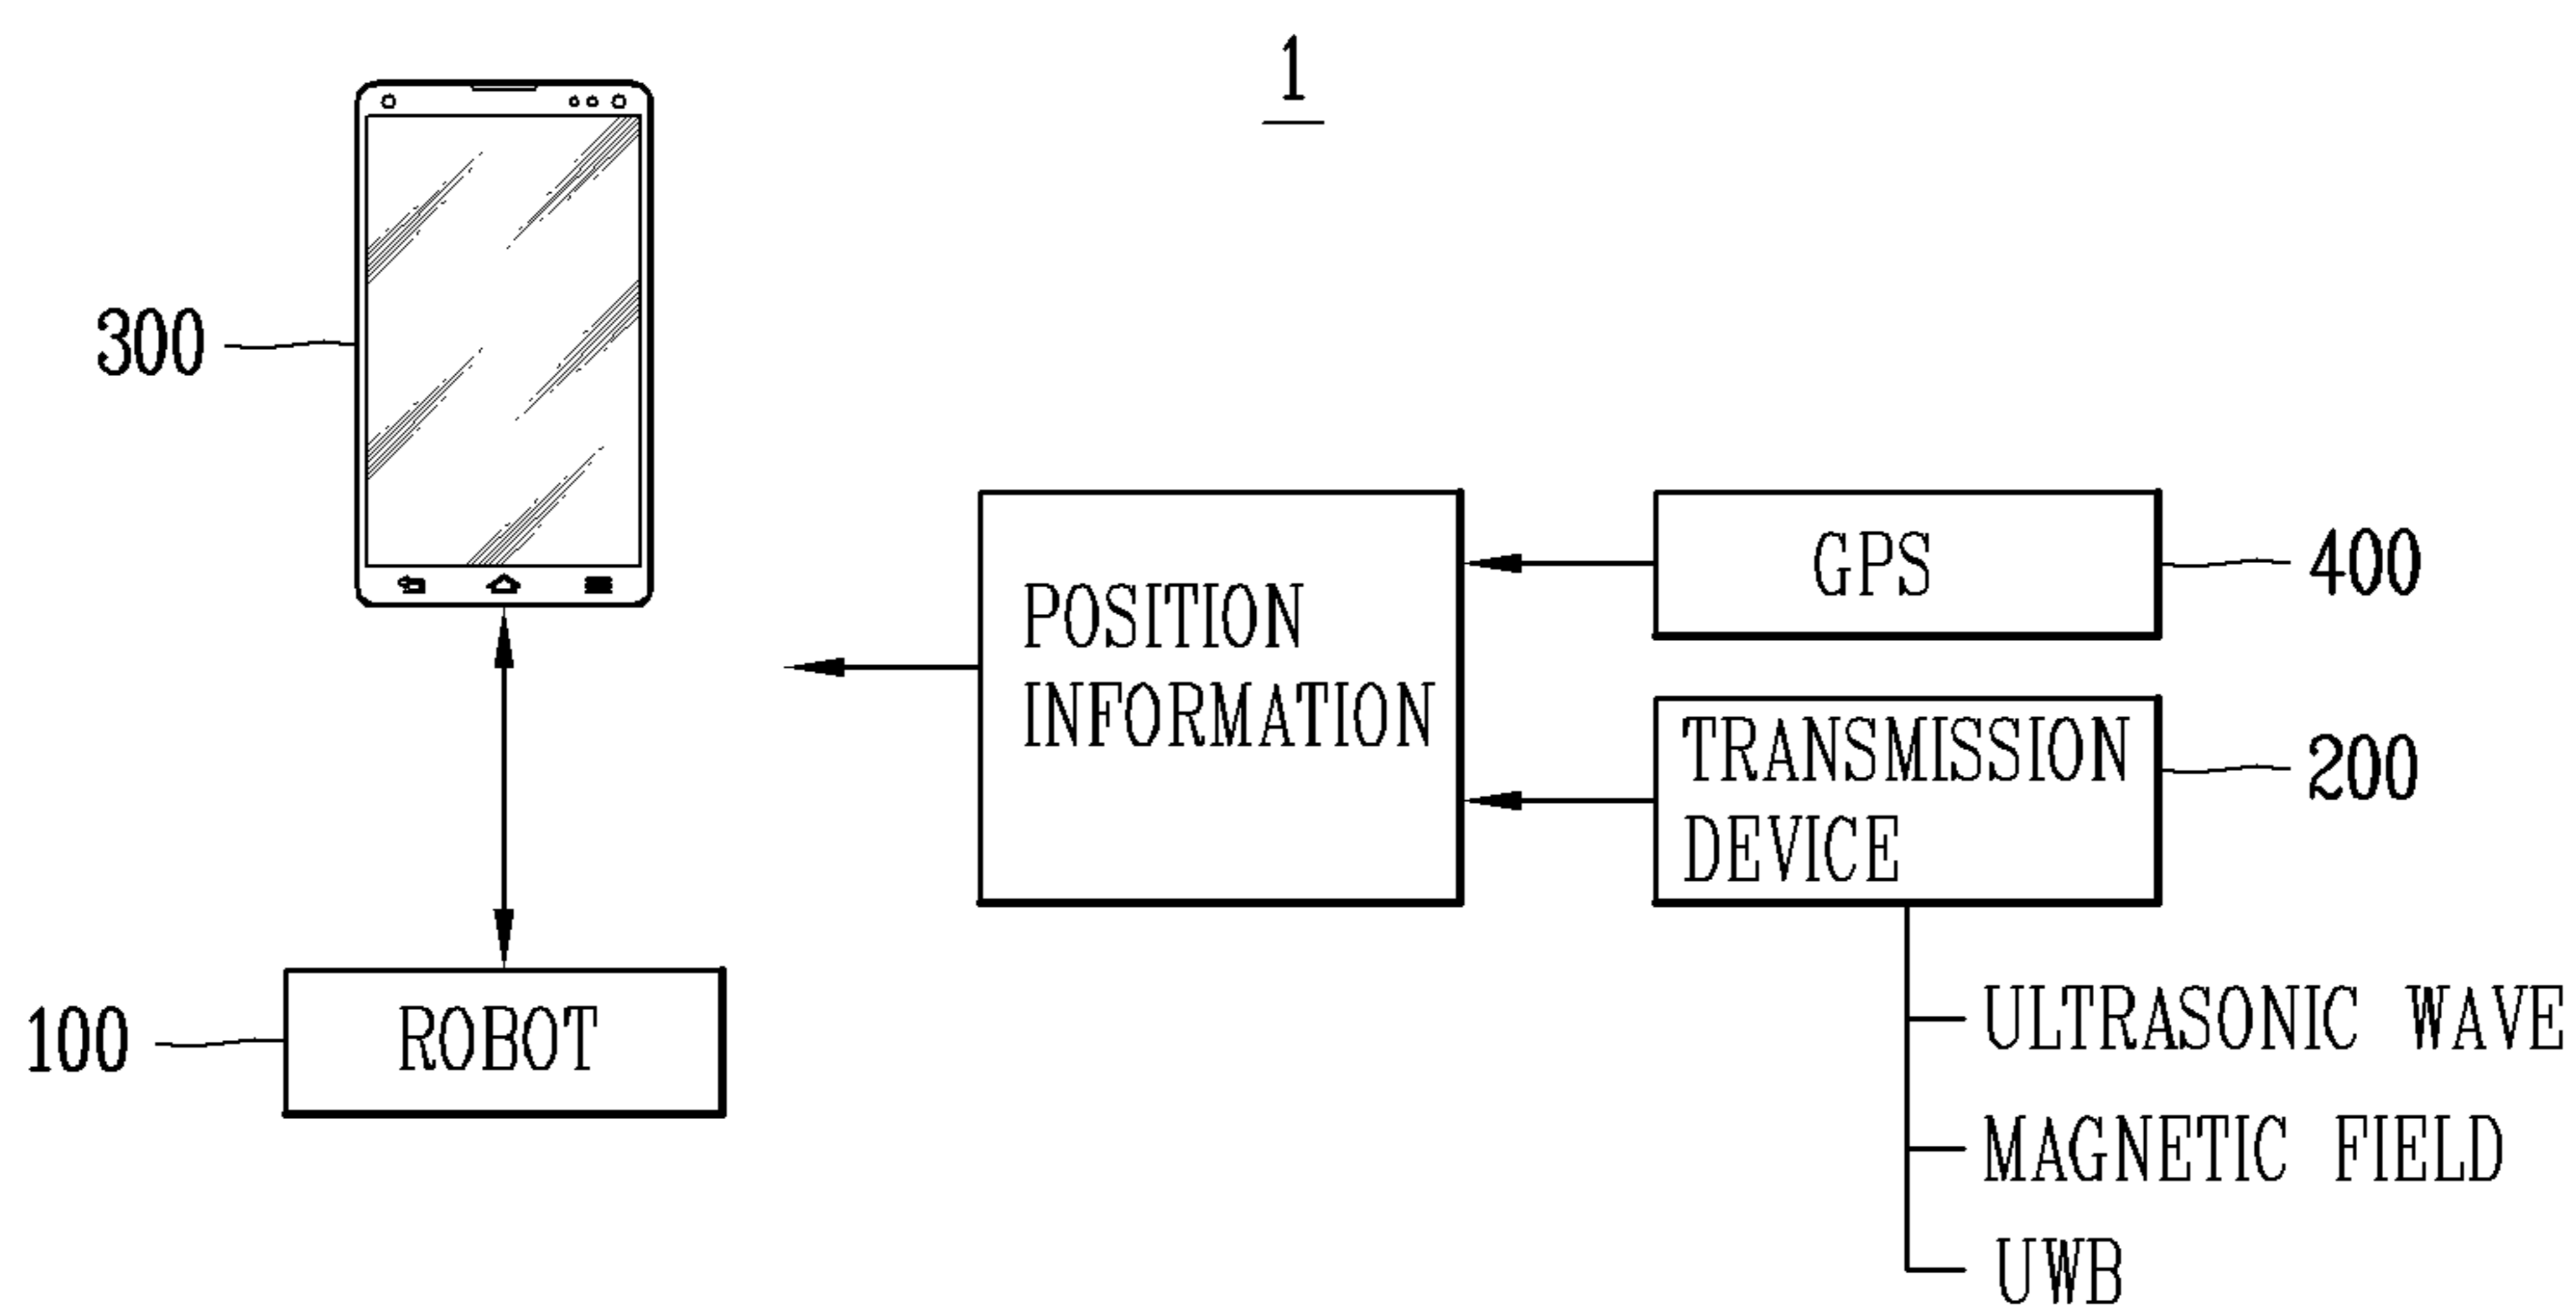 1
300
GPS
400
POSITION
INFORMATION
TRANSMISSION
DEVICE
200
ROBOT
100
ULTRASONIC WAVE
MAGNETIC FIELD
UWB